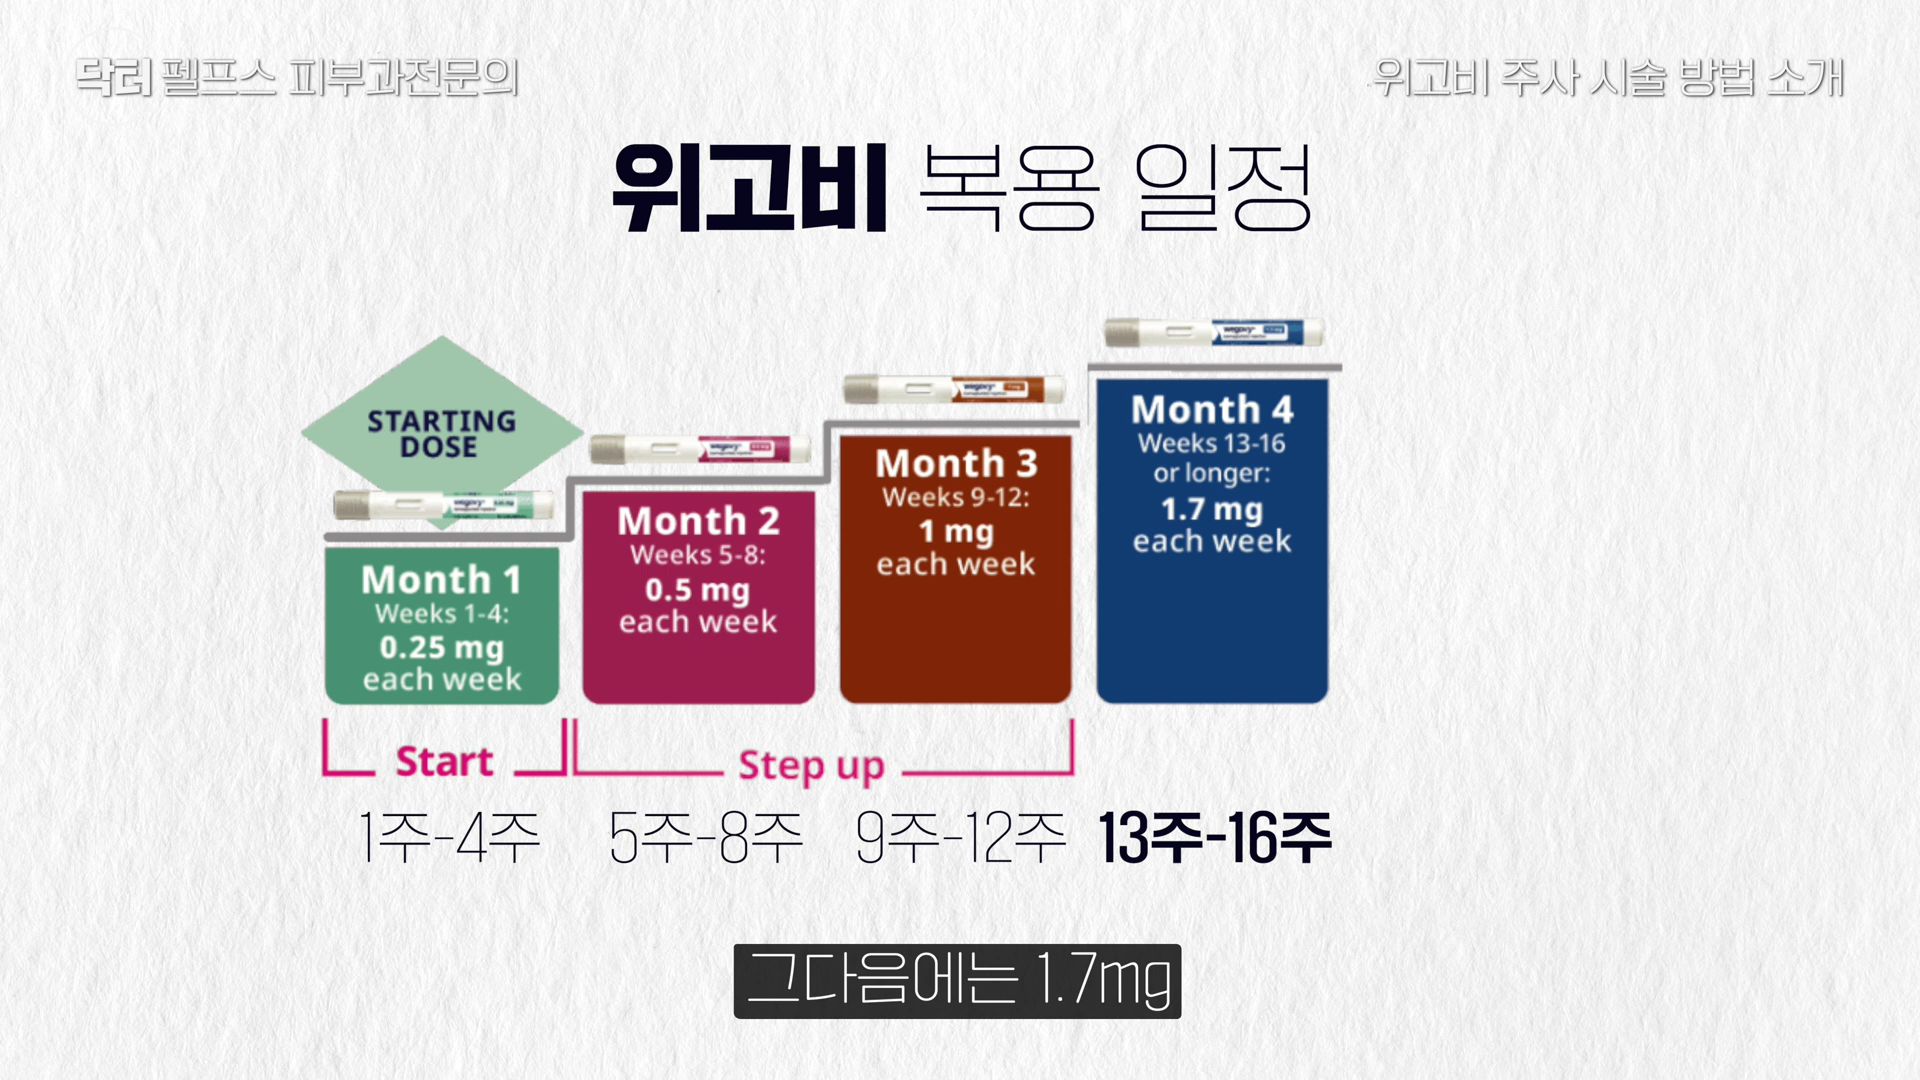 닥터 펠프스 피부과전문의
위고비 주사 시술 방법 소개
위고비 복용 일정
STARTING
DOSE
wegovy
Month 1
Weeks 1-4:
0.25 mg
each week
wegovy
Month 2
Weeks 5-8:
0.5 mg
each week
wegovy
Month 3
Weeks 9-12:
1 mg
each week
wegovy
Month 4
Weeks 13-16
or longer:
1.7 mg
each week
Start
Step up
1주-4주
5주-8주
9주-12주
13주-16주
그다음에는 1.7mg